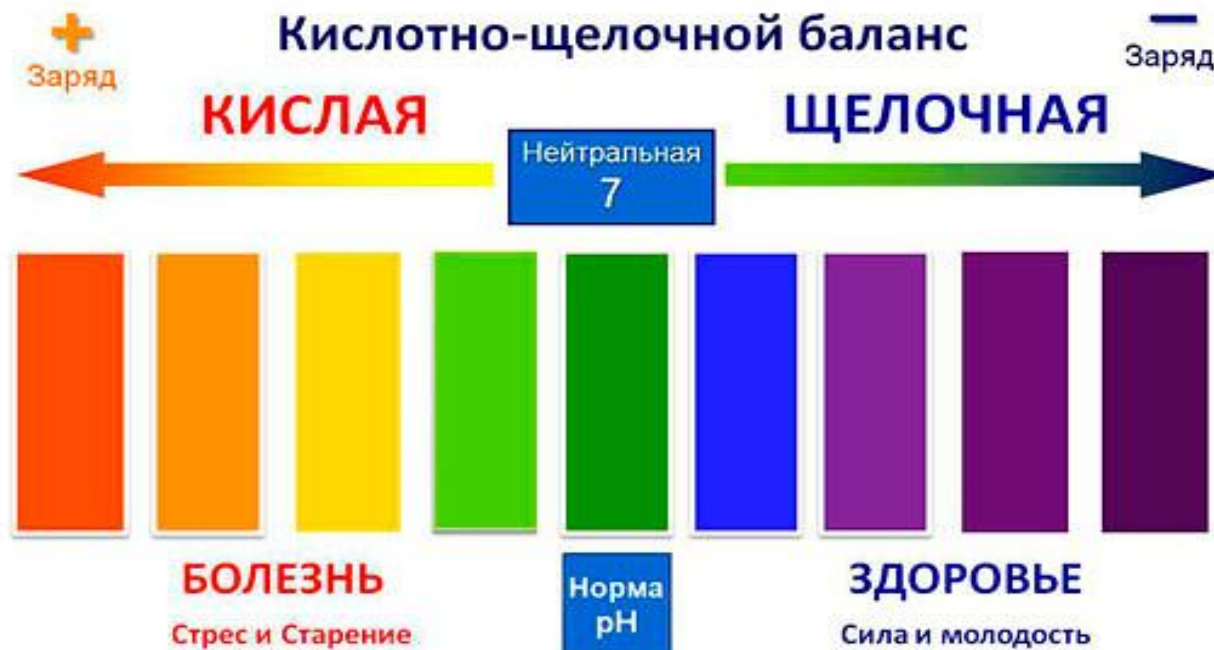 +
Заряд
Кислотно-щелочной баланс
–
Заряд
КИСЛАЯ
Нейтральная
7
ЩЕЛОЧНАЯ
БОЛЕЗНЬ
Стрес и Старение
Норма
pH
ЗДОРОВЬЕ
Сила и молодость